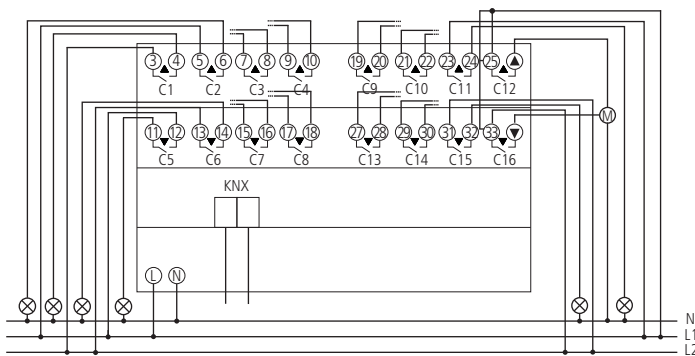 3 4 5 6 7 8 9 10 19 20 21 22 23 24 25
C1 C2 C3 C4 C9 C10 C11 C12
11 12 13 14 15 16 17 18 27 28 29 30 31 32 33 M
C5 C6 C7 C8 C13 C14 C15 C16
KNX
L N
N
L1
L2